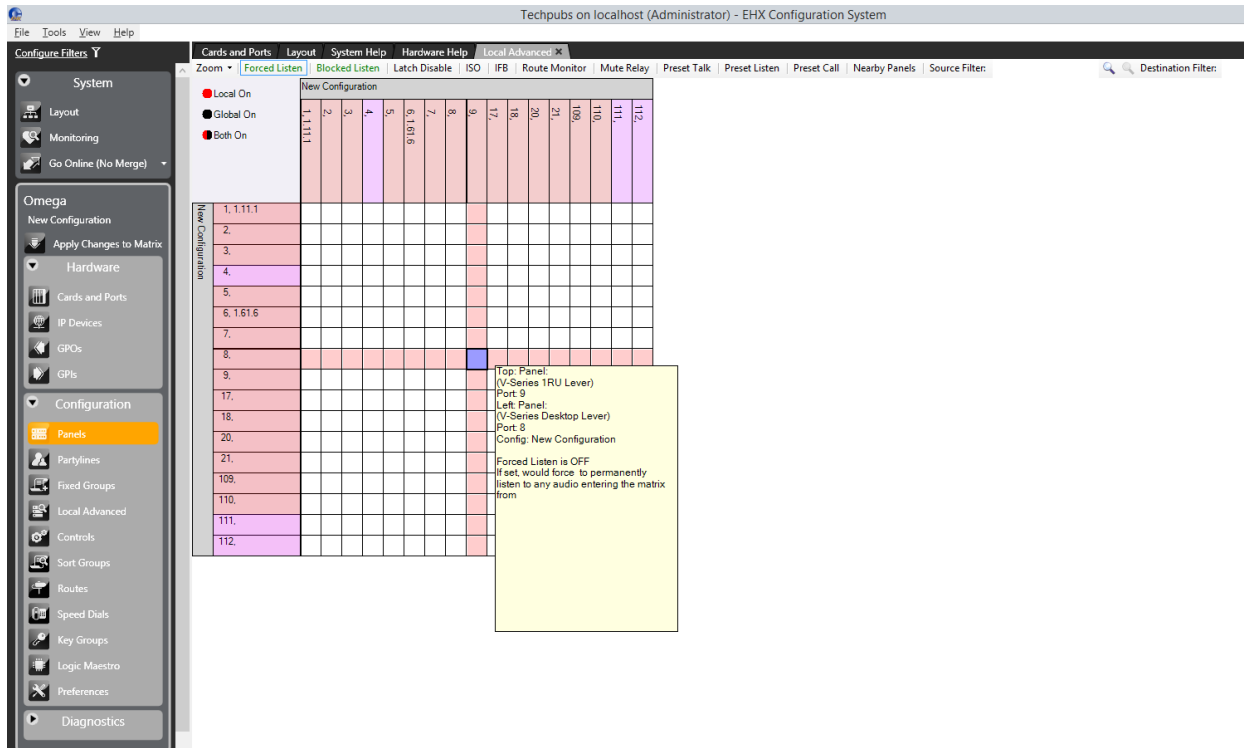 Techpubs on localhost (Administrator) - EHX Configuration System
File Tools View Help
Configure Filters
Cards and Ports Layout System Help Hardware Help Local Advanced
Zoom Forced Listen Blocked Listen Latch Disable ISO IFB Route Monitor Mute Relay Preset Talk Preset Listen Preset Call Nearby Panels Source Filter: Destination Filter:
System
Layout
Monitoring
Go Online (No Merge)
Omega
New Configuration
Apply Changes to Matrix
Hardware
Cards and Ports
IP Devices
GPOs
GPIs
Configuration
Panels
Partylines
Fixed Groups
Local Advanced
Controls
Sort Groups
Routes
Speed Dials
Key Groups
Logic Maestro
Preferences
Diagnostics
Local On
Global On
Both On
New Configuration
1, 1.11.1
2,
3,
4,
5,
6, 1.61.6
7,
8,
9,
17,
18,
20,
21,
109,
110,
111,
112,
New Configuration
1, 1.11.1
2,
3,
4,
5,
6, 1.61.6
7,
8,
9,
17,
18,
20,
21,
109,
110,
111,
112,
Top: Panel:
(V-Series 1RU Lever)
Port: 9
Left: Panel:
(V-Series Desktop Lever)
Port: 8
Config: New Configuration
Forced Listen is OFF
If set, would force to permanently
listen to any audio entering the matrix
from